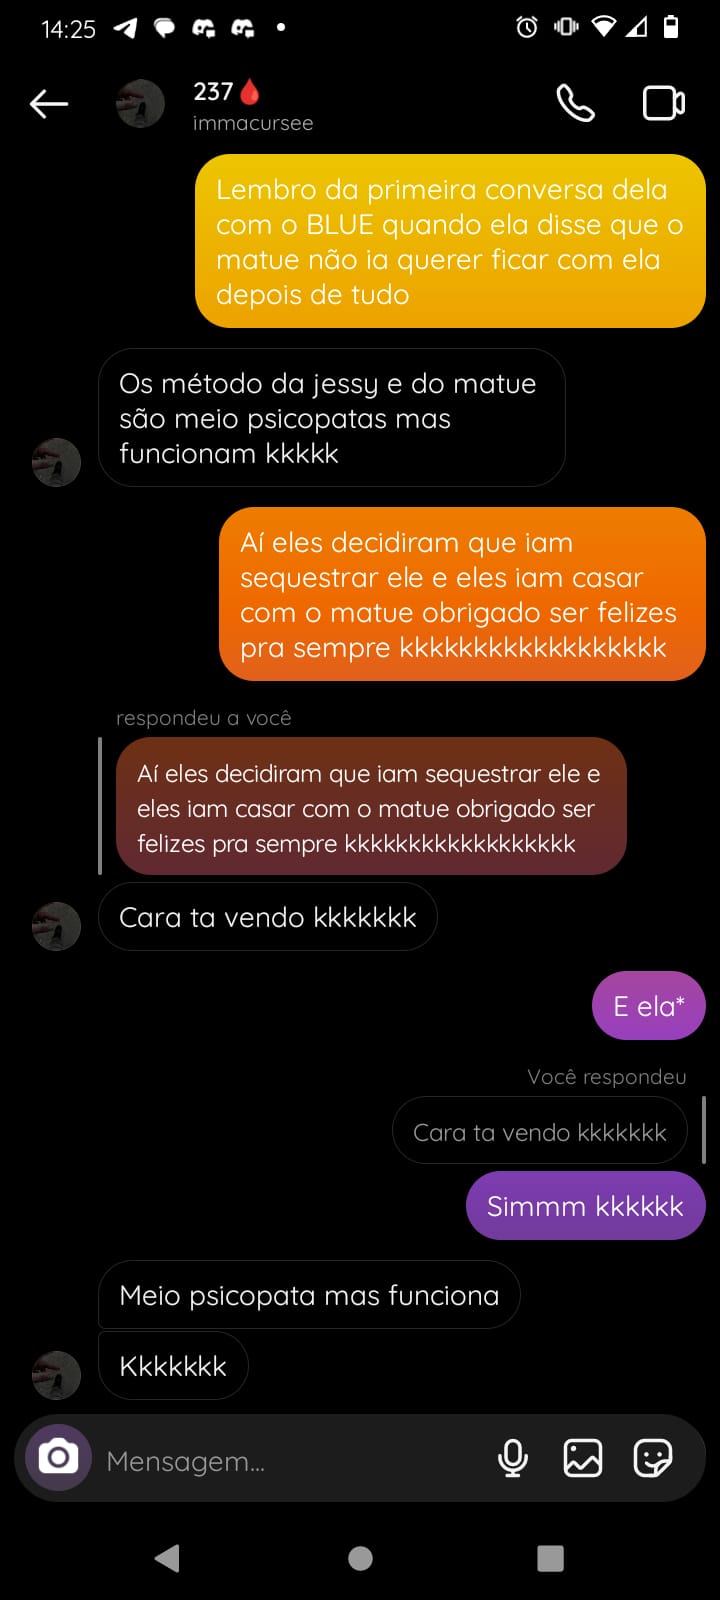 14:25
237🩸
immacursee
Lembro da primeira conversa dela
com o BLUE quando ela disse que o
matue não ia querer ficar com ela
depois de tudo
Os método da jessy e do matue
são meio psicopatas mas
funcionam kkkkk
Aí eles decidiram que iam
sequestrar ele e eles iam casar
com o matue obrigado ser felizes
pra sempre kkkkkkkkkkkkkkkkkk
respondeu a você
Aí eles decidiram que iam sequestrar ele e
eles iam casar com o matue obrigado ser
felizes pra sempre kkkkkkkkkkkkkkkkkk
Cara ta vendo kkkkkkk
E ela*
Você respondeu
Cara ta vendo kkkkkkk
Simmm kkkkkk
Meio psicopata mas funciona
Kkkkkkk
Mensagem...